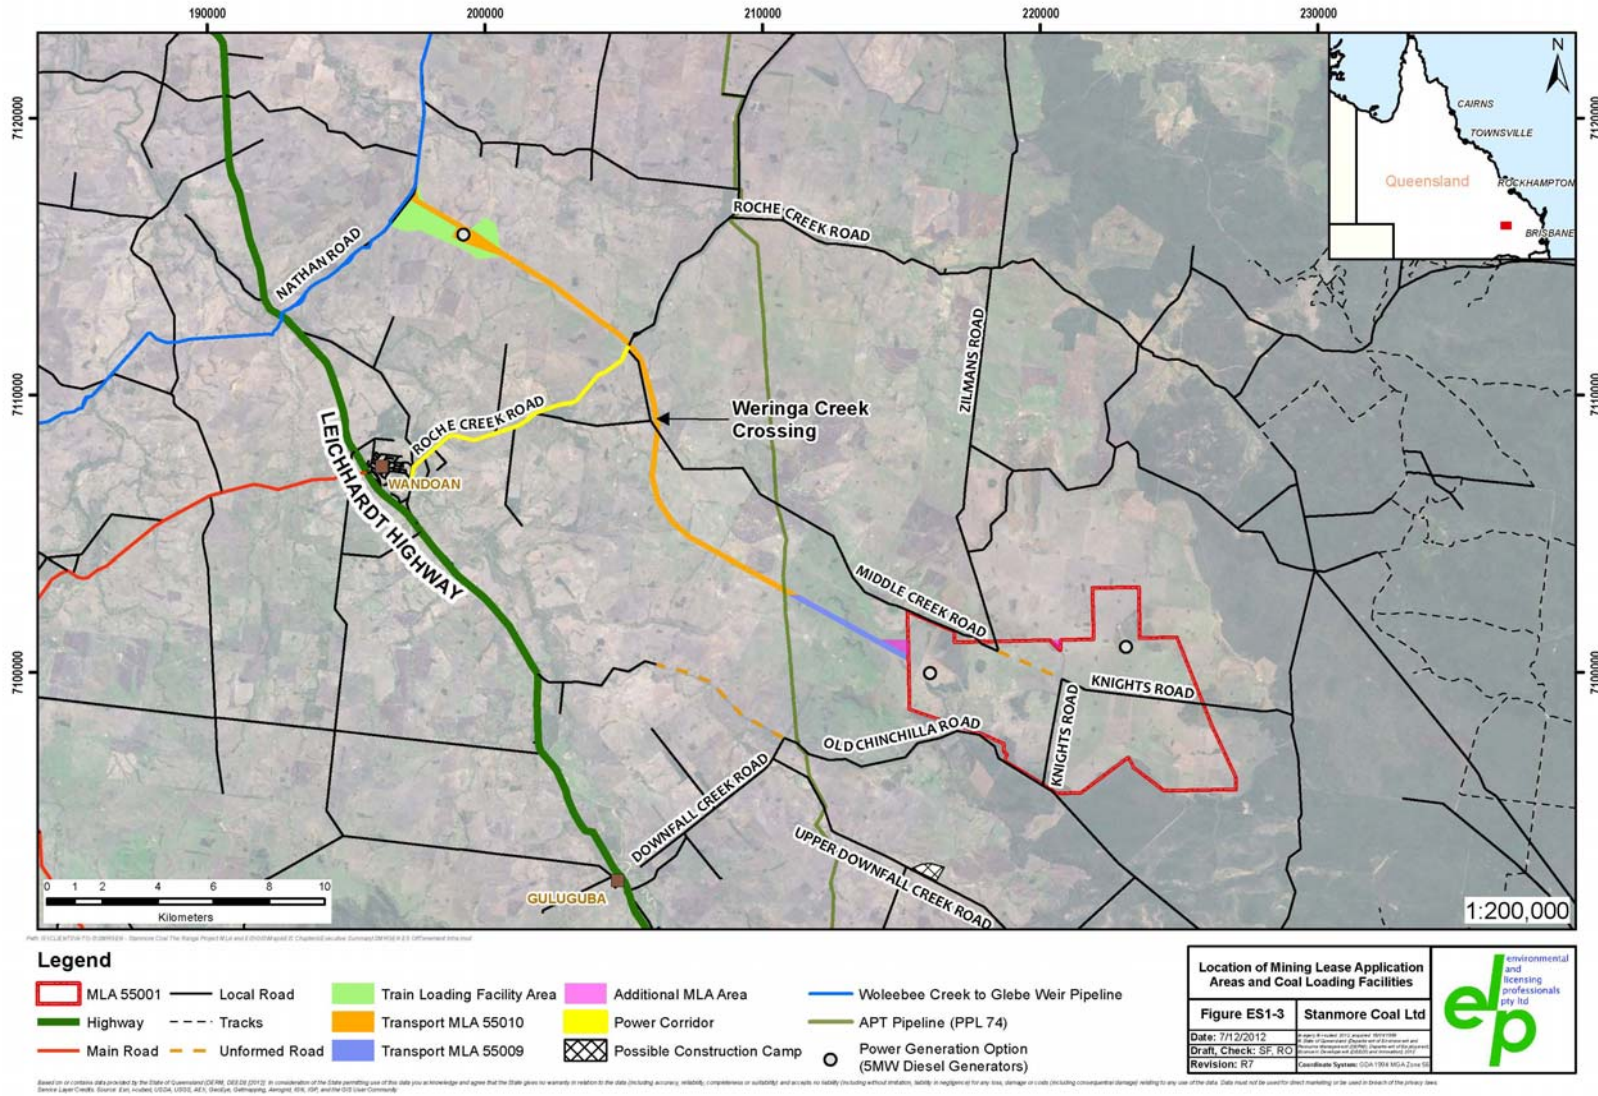 190000
200000
210000
220000
230000
7120000
7120000
N
CAIRNS
TOWNSVILLE
Queensland
ROCKHAMPTON
BRISBANE
ROCHE CREEK ROAD
NATHAN ROAD
ZILMANS ROAD
7110000
7110000
ROCHE CREEK ROAD
Weringa Creek
Crossing
LEICHHARDT HIGHWAY
WANDOAN
MIDDLE CREEK ROAD
7100000
7100000
KNIGHTS ROAD
KNIGHTS ROAD
OLD CHINCHILLA ROAD
DOWNFALL CREEK ROAD
UPPER DOWNFALL CREEK ROAD
GULUGUBA
0 1 2 4 6 8 10
Kilometers
1:200,000
Legend
MLA 55001
Local Road
Train Loading Facility Area
Additional MLA Area
Woleebee Creek to Glebe Weir Pipeline
Highway
Tracks
Transport MLA 55010
Power Corridor
APT Pipeline (PPL 74)
Main Road
Unformed Road
Transport MLA 55009
Possible Construction Camp
Power Generation Option
(5MW Diesel Generators)
Location of Mining Lease Application
Areas and Coal Loading Facilities
Figure ES1-3
Stanmore Coal Ltd
Date: 7/12/2012
Draft, Check: SF, RO
Revision: R7
elp
environmental
and
licensing
professionals
pty ltd